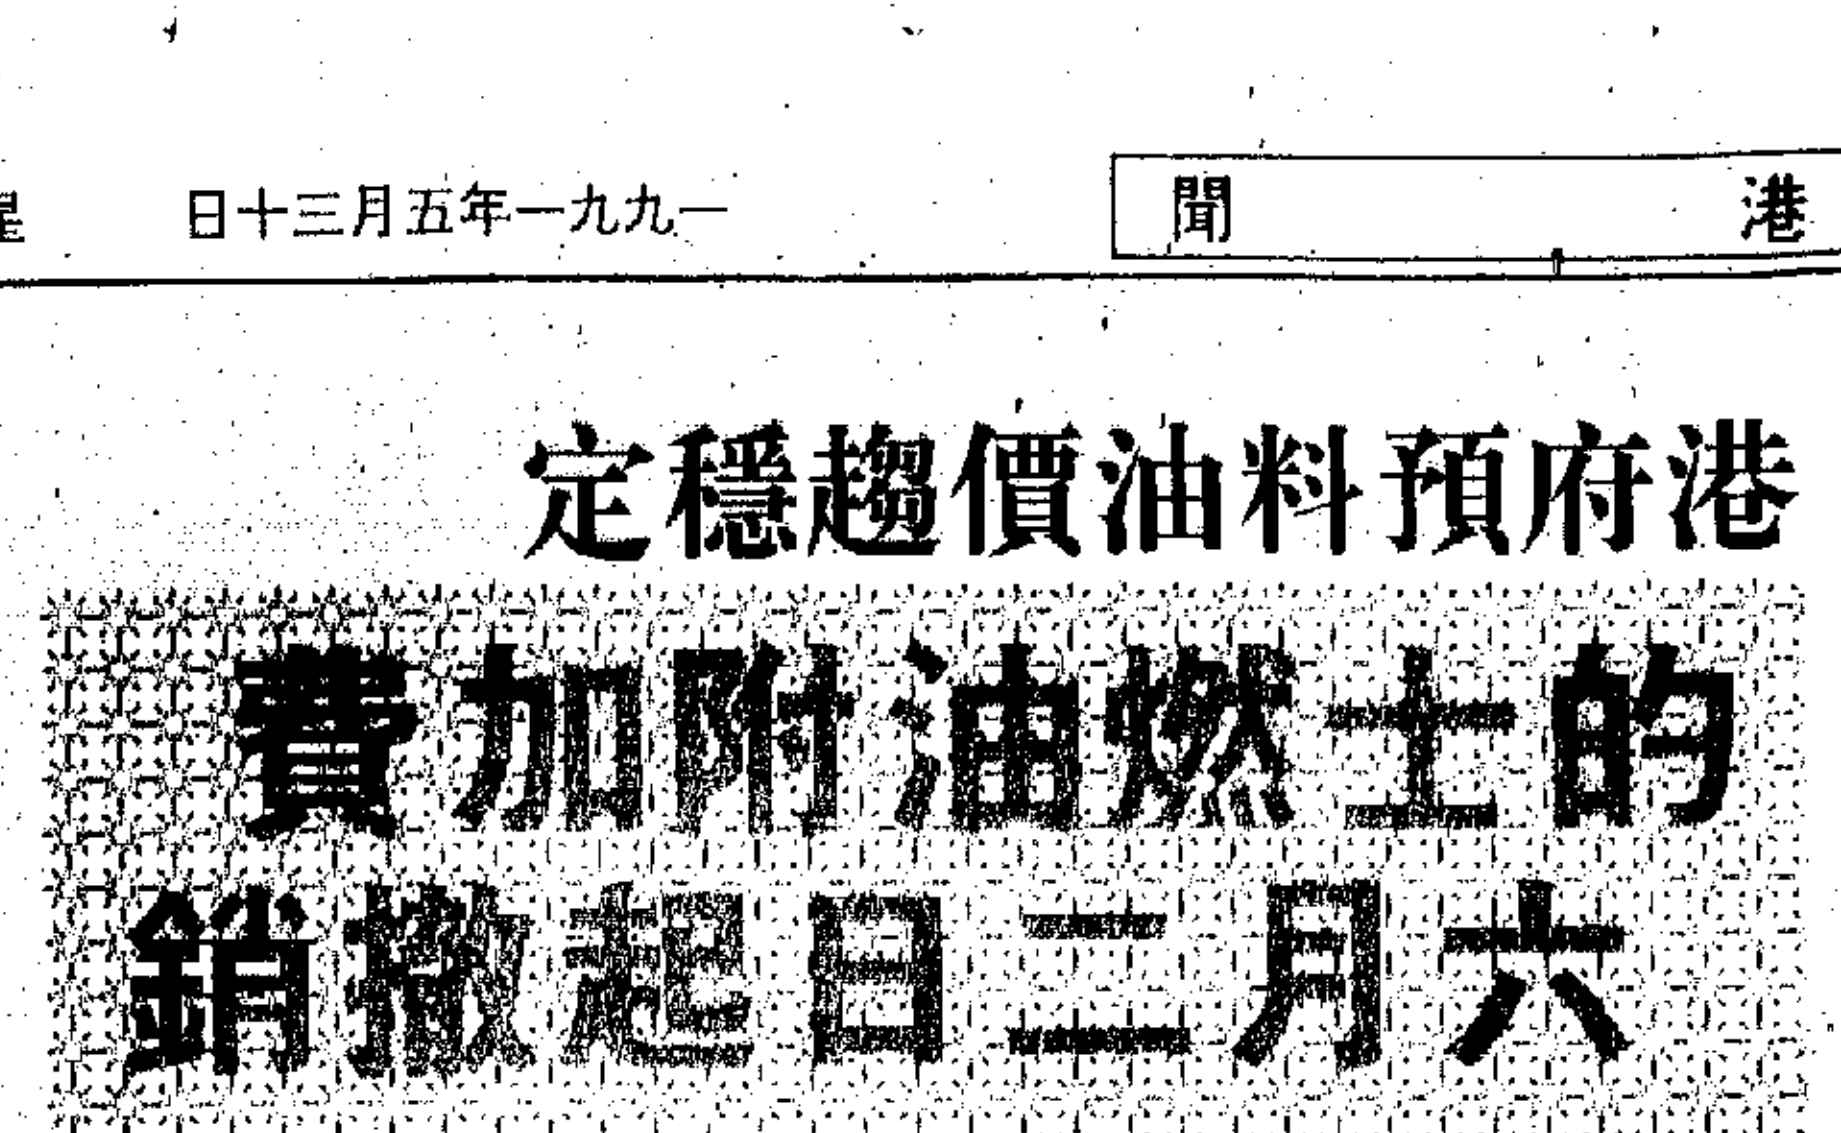 港聞
一九九一年五月三十日 星
港府預料油價趨穩定
的士燃油附加費
六月二日起撤銷